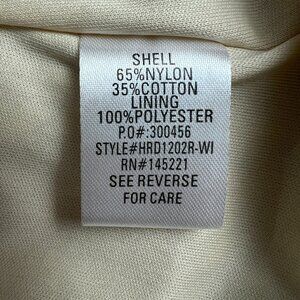 SHELL
65%NYLON
35%COTTON
LINING
100%POLYESTER
P.O#:300456
STYLE#HRD1202R-WI
RN#145221
SEE REVERSE
FOR CARE